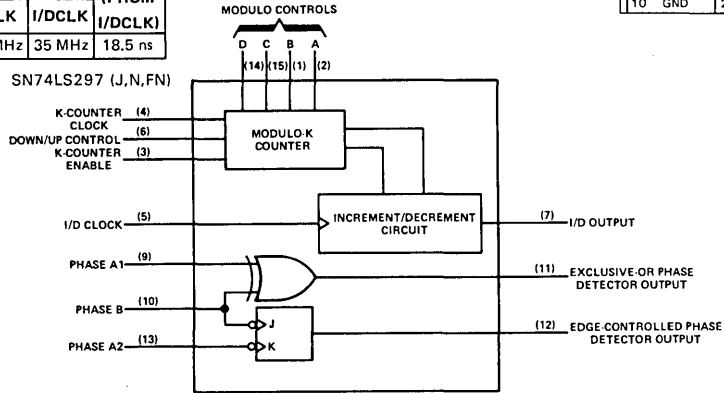 I/DCLK
I/DCLK)
35 MHz 18.5 ns
10 GND
MODULO CONTROLS
D C B A
(14) (15) (1) (2)
SN74LS297 (J,N,FN)
K-COUNTER
CLOCK (4)
DOWN/UP CONTROL (6)
K-COUNTER
ENABLE (3)
MODULO-K
COUNTER
I/D CLOCK (5)
INCREMENT/DECREMENT
CIRCUIT
(7) I/D OUTPUT
PHASE A1 (9)
(11) EXCLUSIVE-OR PHASE
DETECTOR OUTPUT
PHASE B (10)
J
K
(12) EDGE-CONTROLLED PHASE
DETECTOR OUTPUT
PHASE A2 (13)